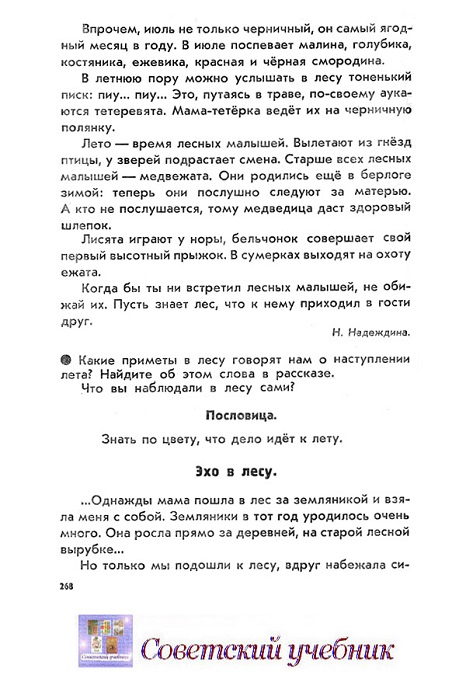 Впрочем, июль не только черничный, он самый ягод-
ный месяц в году. В июле поспевает малина, голубика,
костяника, ежевика, красная и чёрная смородина.
В летнюю пору можно услышать в лесу тоненький
писк: пиу... пиу... Это, путаясь в траве, по-своему аука-
ются тетеревята. Мама-тетёрка ведёт их на черничную
полянку.
Лето — время лесных малышей. Вылетают из гнёзд
птицы, у зверей подрастает смена. Старше всех лесных
малышей — медвежата. Они родились ещё в берлоге
зимой: теперь они послушно следуют за матерью.
А кто не послушается, тому медведица даст здоровый
шлепок.
Лисята играют у норы, бельчонок совершает свой
первый высотный прыжок. В сумерках выходят на охоту
ежата.
Когда бы ты ни встретил лесных малышей, не оби-
жай их. Пусть знает лес, что к нему приходил в гости
друг.
Н. Надеждина.
Какие приметы в лесу говорят нам о наступлении
лета? Найдите об этом слова в рассказе.
Что вы наблюдали в лесу сами?
Пословица.
Знать по цвету, что дело идёт к лету.
Эхо в лесу.
...Однажды мама пошла в лес за земляникой и взя-
ла меня с собой. Земляники в тот год уродилось очень
много. Она росла прямо за деревней, на старой лесной
вырубке...
Но только мы подошли к лесу, вдруг набежала си-
268
Советский учебник
Советский учебник